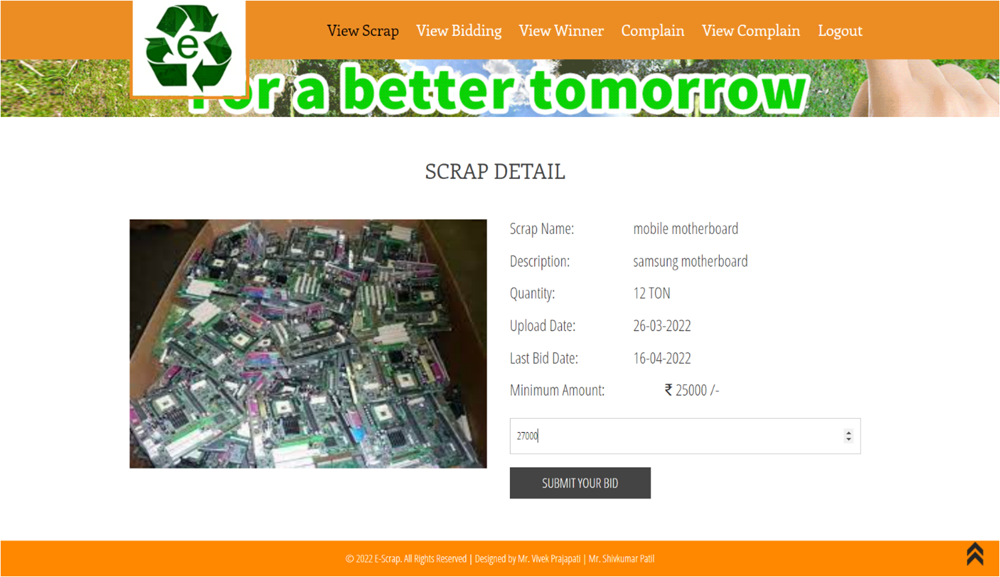 e
View Scrap View Bidding View Winner Complain View Complain Logout
For a better tomorrow
SCRAP DETAIL
Scrap Name: mobile motherboard
Description: samsung motherboard
Quantity: 12 TON
Upload Date: 26-03-2022
Last Bid Date: 16-04-2022
Minimum Amount: ₹ 25000 /-
27000
SUBMIT YOUR BID
© 2022 E-Scrap. All Rights Reserved | Designed by Mr. Vivek Prajapati | Mr. Shivkumar Patil